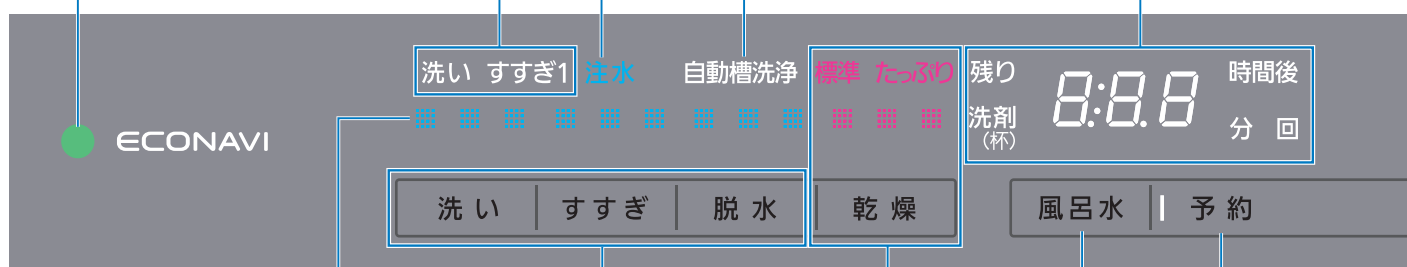 洗い すすぎ1 注水 自動槽洗浄 標準 たっぷり 残り 8:8.8 時間後
洗剤 分 回
(杯)
ECONAVI
洗い すすぎ 脱水 乾燥 風呂水 予約